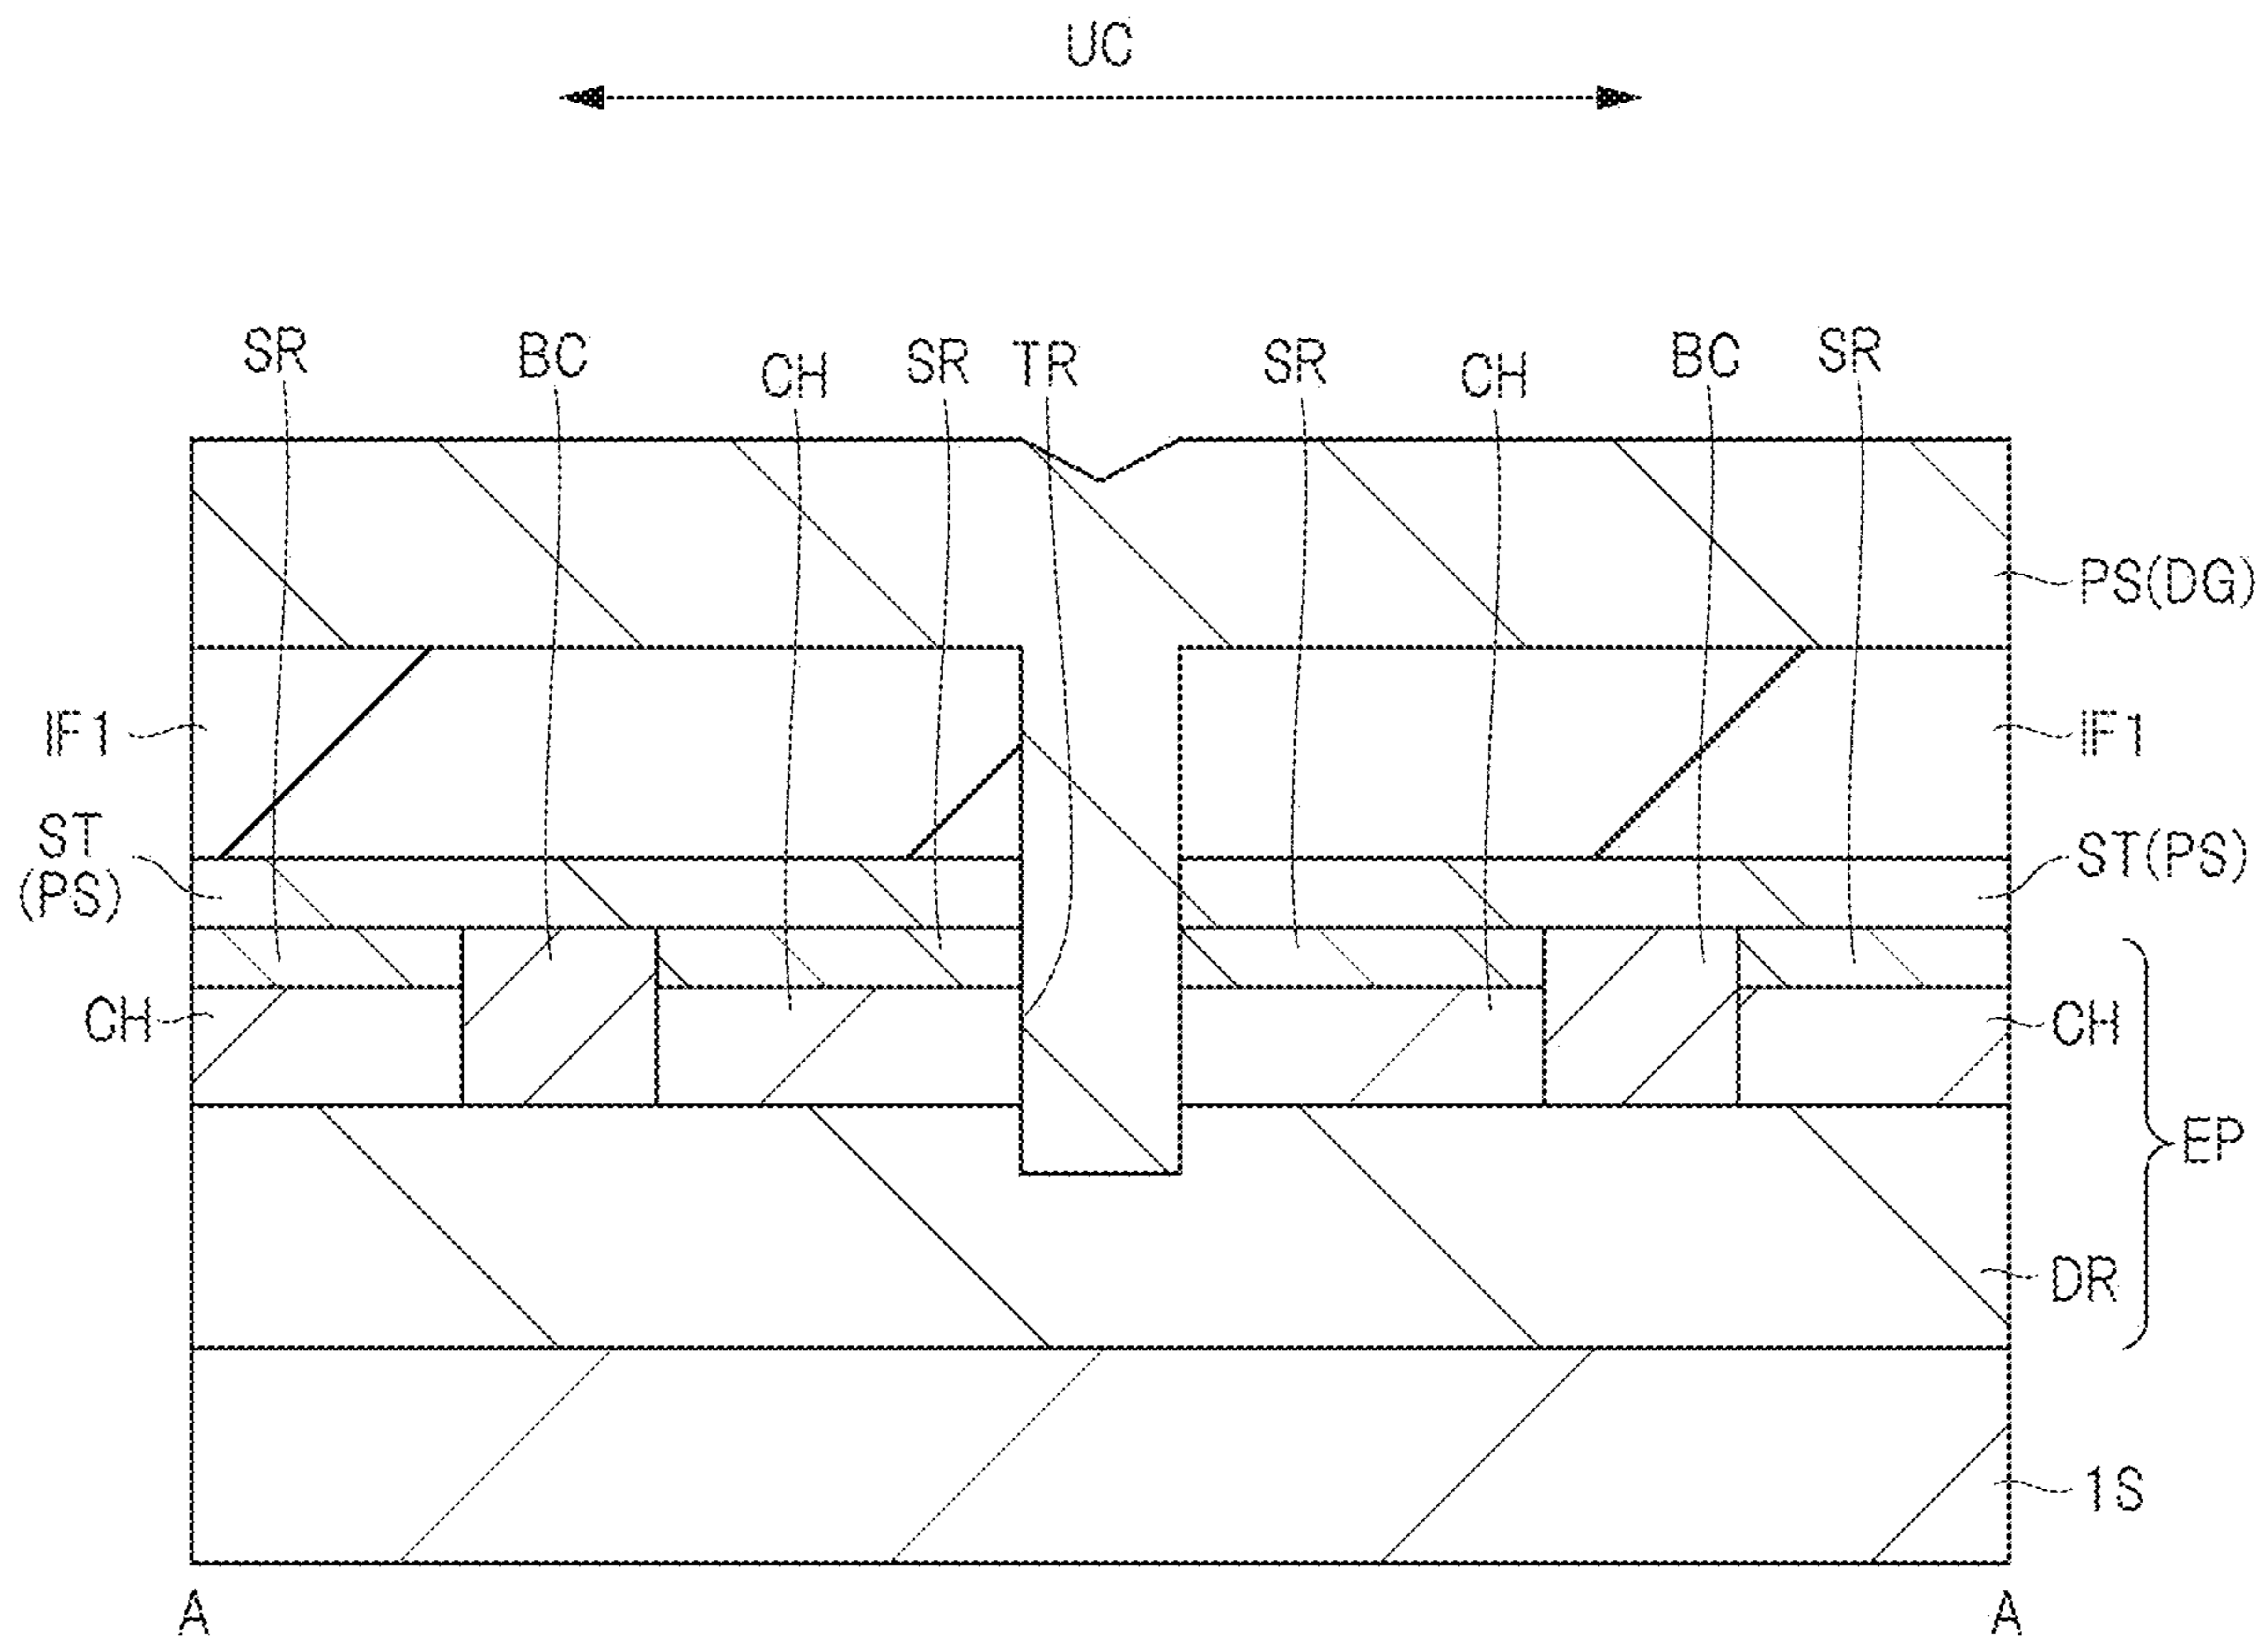 UC
SR BC CH SR TR SR CH BC SR
PS(DG)
IF1 IF1
ST
(PS)
ST(PS)
CH CH
EP
DR
1S
A A